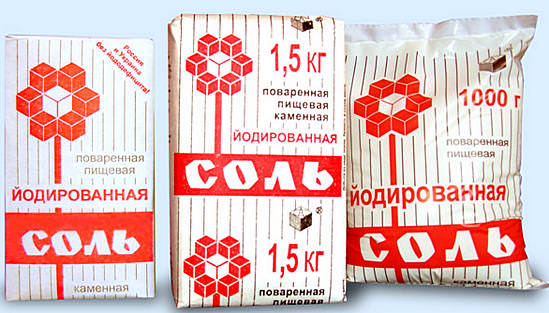 Россия
и Украина
без йододефицита!
поваренная
пищевая
ЙОДИРОВАННАЯ
СОЛЬ
каменная
1,5 кг
поваренная
пищевая
каменная
ЙОДИРОВАННАЯ
СОЛЬ
®
1,5 кг
поваренная
пищевая
1000 г
поваренная
пищевая
йодированная
СОЛЬ